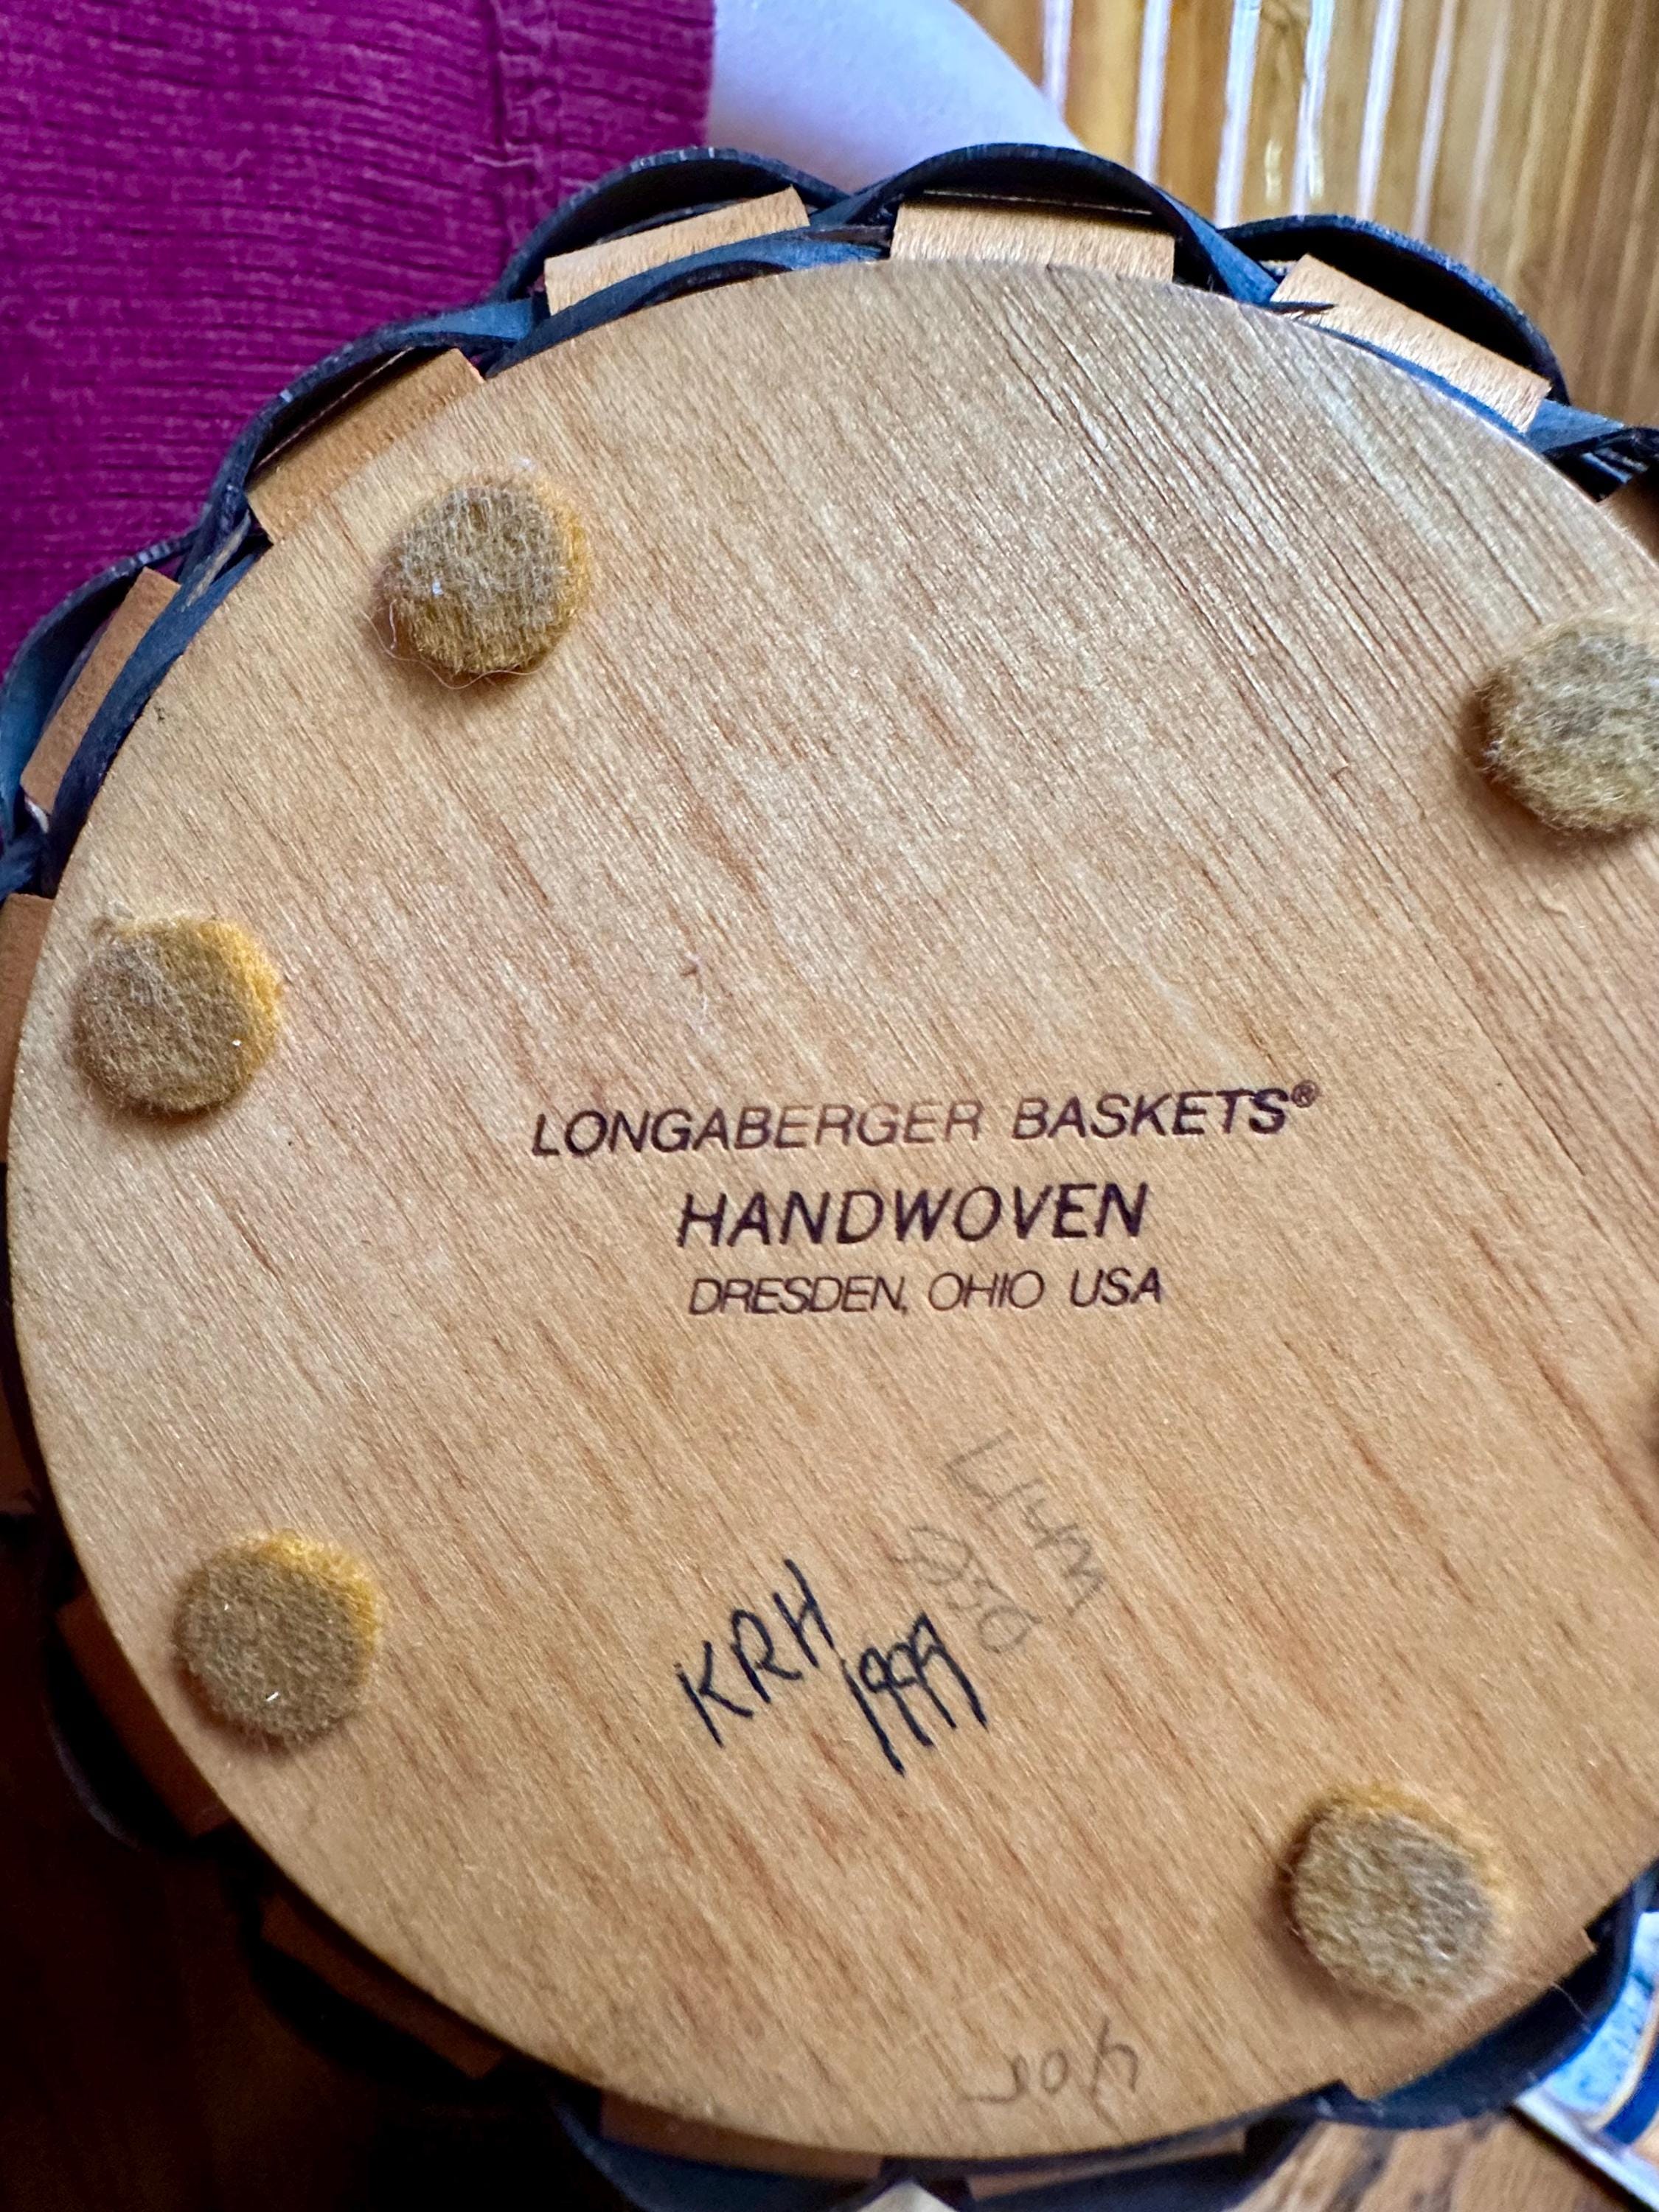 LONGABERGER BASKETS®
HANDWOVEN
DRESDEN, OHIO USA
KRH
1999